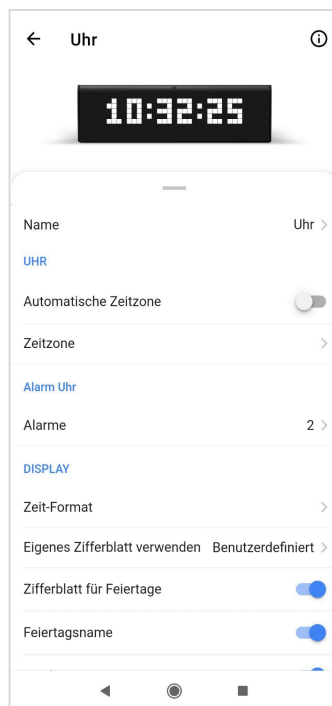 Uhr
10:32:25
Name Uhr
UHR
Automatische Zeitzone
Zeitzone
Alarm Uhr
Alarme 2
DISPLAY
Zeit-Format
Eigenes Zifferblatt verwenden Benutzerdefiniert
Zifferblatt für Feiertage
Feiertagsname